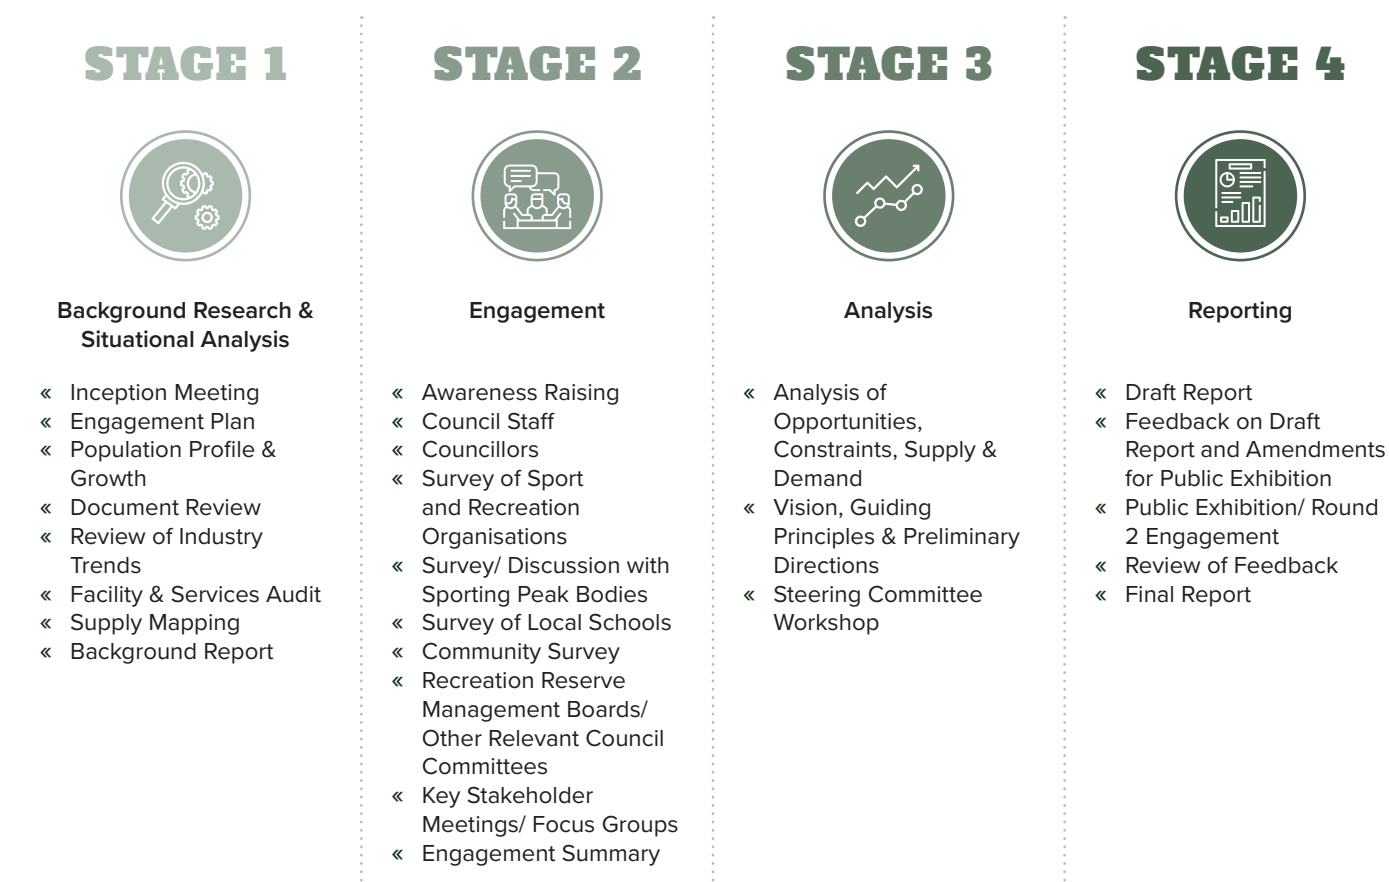 STAGE 1
Background Research &
Situational Analysis
« Inception Meeting
« Engagement Plan
« Population Profile &
Growth
« Document Review
« Review of Industry
Trends
« Facility & Services Audit
« Supply Mapping
« Background Report
STAGE 2
Engagement
« Awareness Raising
« Council Staff
« Councillors
« Survey of Sport
and Recreation
Organisations
« Survey/ Discussion with
Sporting Peak Bodies
« Survey of Local Schools
« Community Survey
« Recreation Reserve
Management Boards/
Other Relevant Council
Committees
« Key Stakeholder
Meetings/ Focus Groups
« Engagement Summary
STAGE 3
Analysis
« Analysis of
Opportunities,
Constraints, Supply &
Demand
« Vision, Guiding
Principles & Preliminary
Directions
« Steering Committee
Workshop
STAGE 4
Reporting
« Draft Report
« Feedback on Draft
Report and Amendments
for Public Exhibition
« Public Exhibition/ Round
2 Engagement
« Review of Feedback
« Final Report